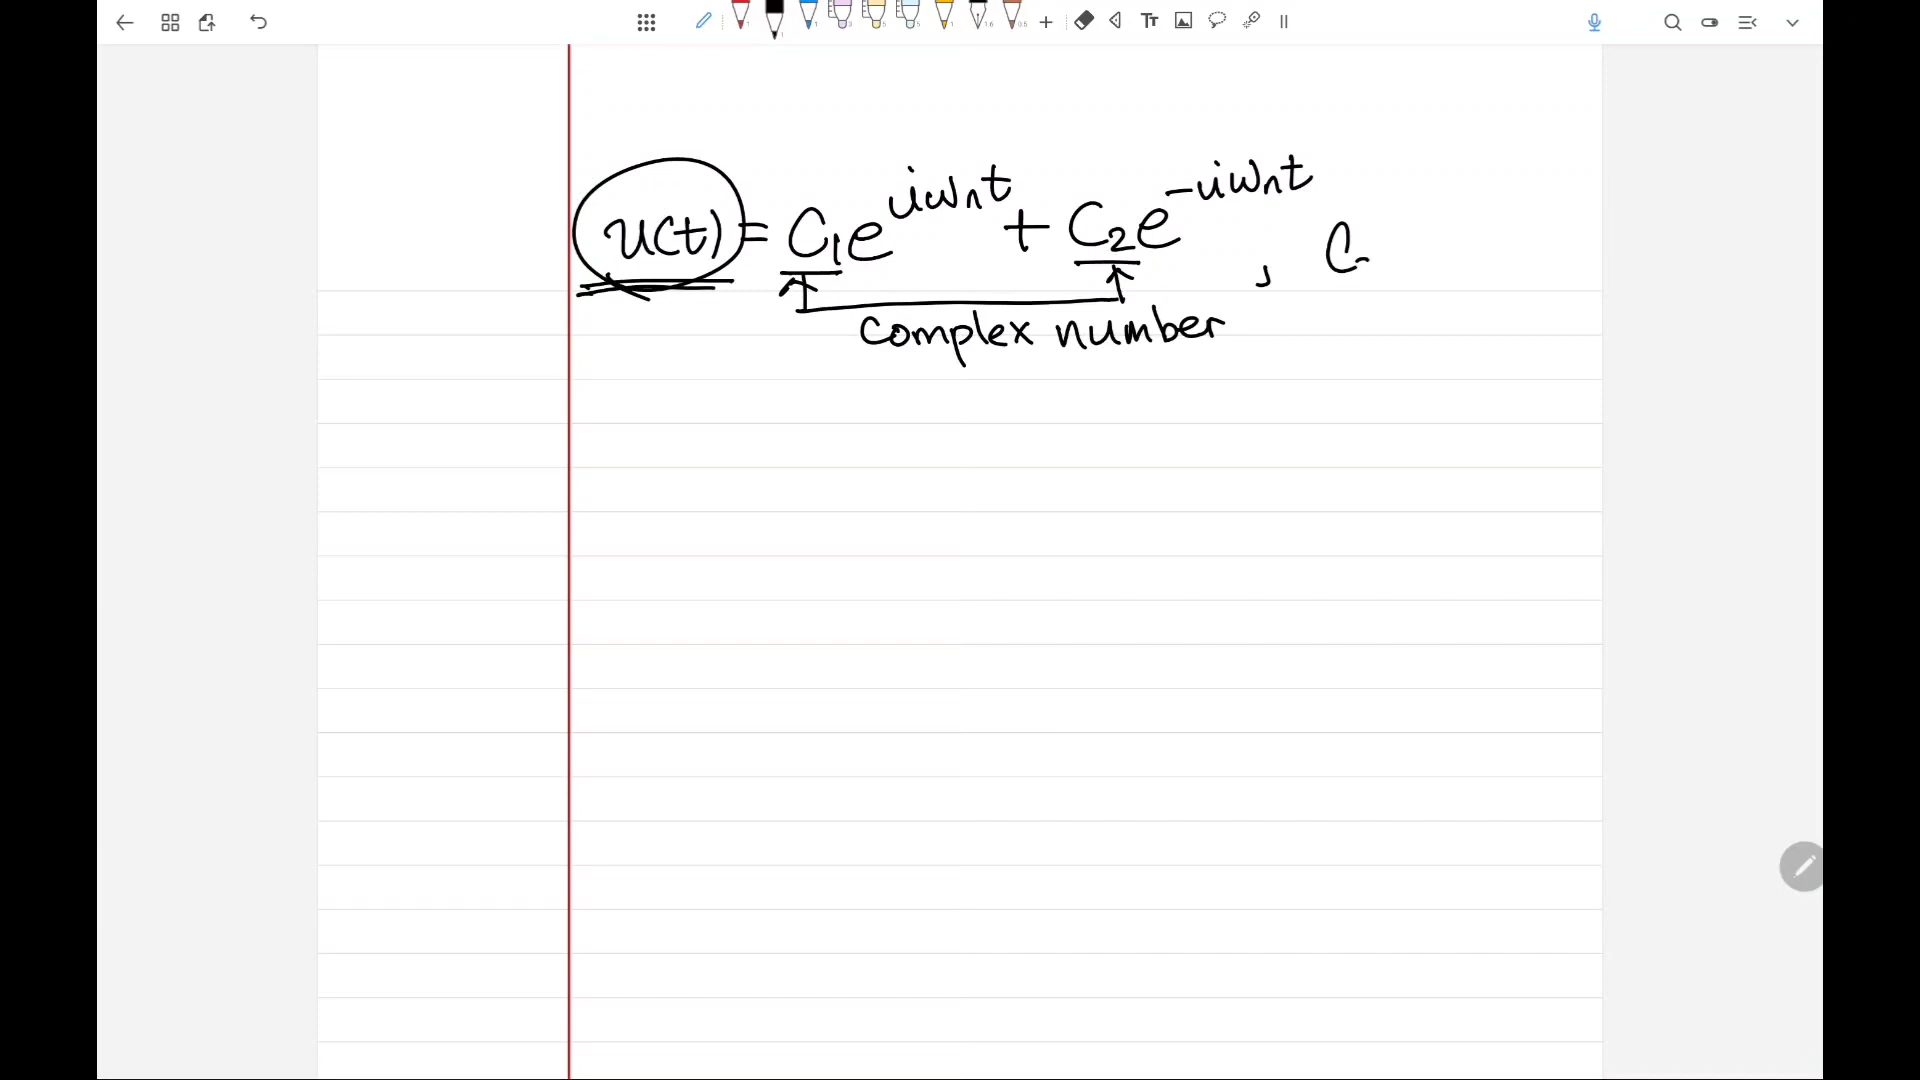 u(t) = C₁e^{iωₙt} + C₂e^{-iωₙt} , C
complex number